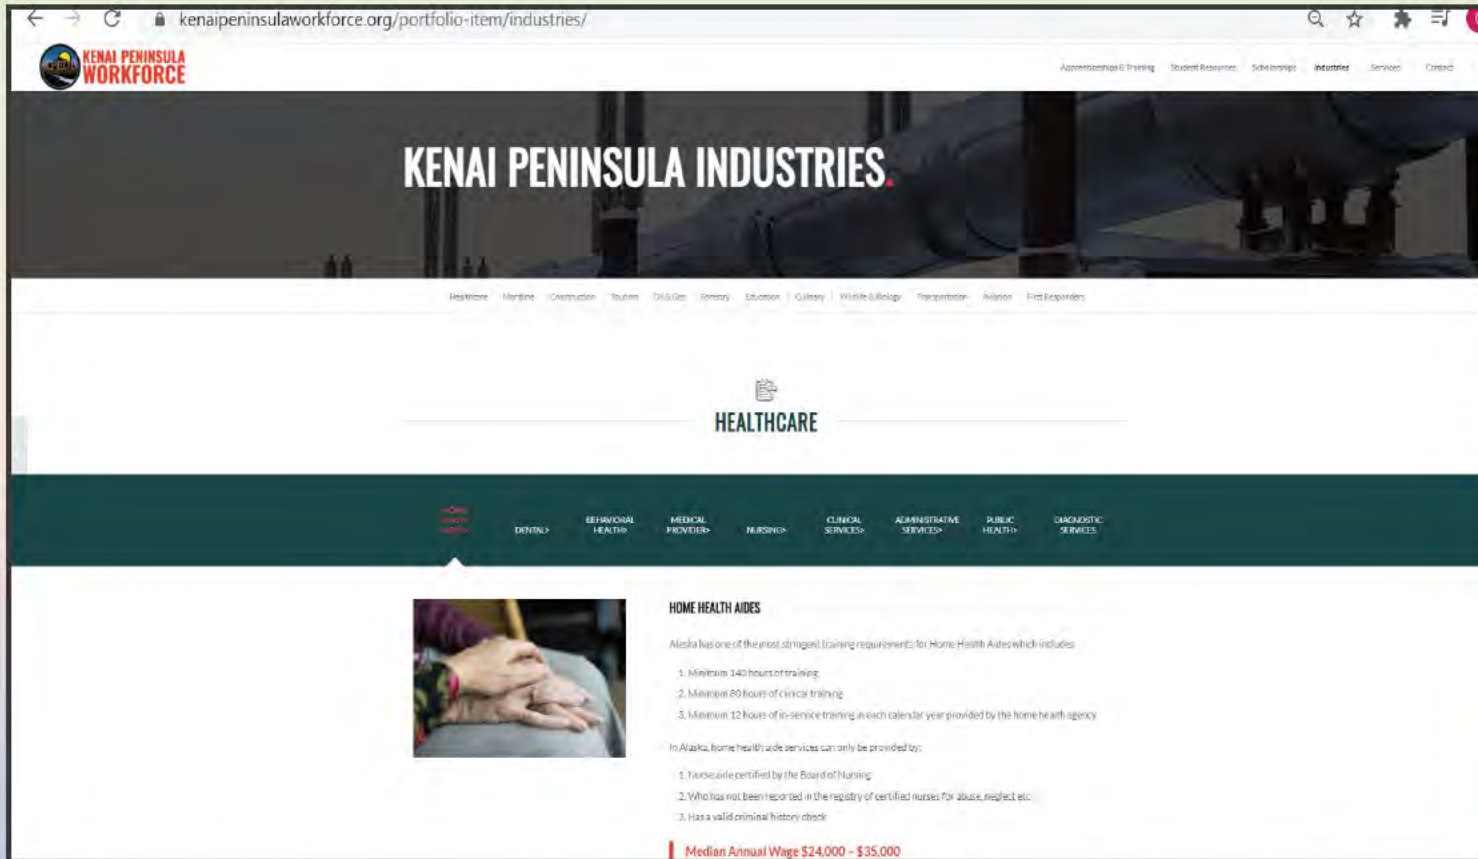 kenaipeninsulaworkforce.org/portfolio-item/industries/
KENAI PENINSULA
WORKFORCE
Apprenticeships & Training Student Resources Scholarships Industries Services Contact
KENAI PENINSULA INDUSTRIES.
Healthcare Maritime Construction Tourism Oil & Gas Forestry Education Culinary Wildlife & Biology Transportation Aviation First Responders
HEALTHCARE
HOME
HEALTH
DENTAL>
BEHAVIORAL
HEALTH>
MEDICAL
PROVIDER>
NURSING>
CLINICAL
SERVICES>
ADMINISTRATIVE
SERVICES>
PUBLIC
HEALTH>
DIAGNOSTIC
SERVICES
HOME HEALTH AIDES
Alaska has one of the most stringent training requirements for Home Health Aides which includes
1. Minimum 140 hours of training
2. Minimum 80 hours of clinical training
3. Minimum 12 hours of in-service training in each calendar year provided by the home health agency
In Alaska, home health aide services can only be provided by:
1. Nurse aide certified by the Board of Nursing
2. Who has not been reported in the registry of certified nurses for abuse, neglect etc
3. Has a valid criminal history check
Median Annual Wage $24,000 – $35,000